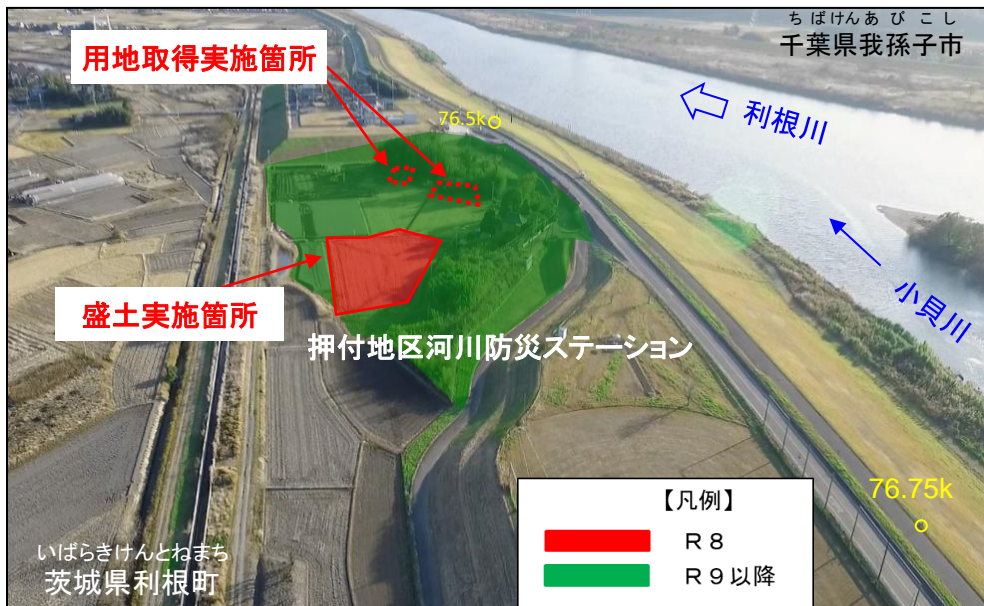 ちばけんあびこし
千葉県我孫子市
用地取得実施箇所
利根川
76.5k
小貝川
盛土実施箇所
押付地区河川防災ステーション
76.75k
【凡例】
R8
R9以降
いばらきけんとねまち
茨城県利根町